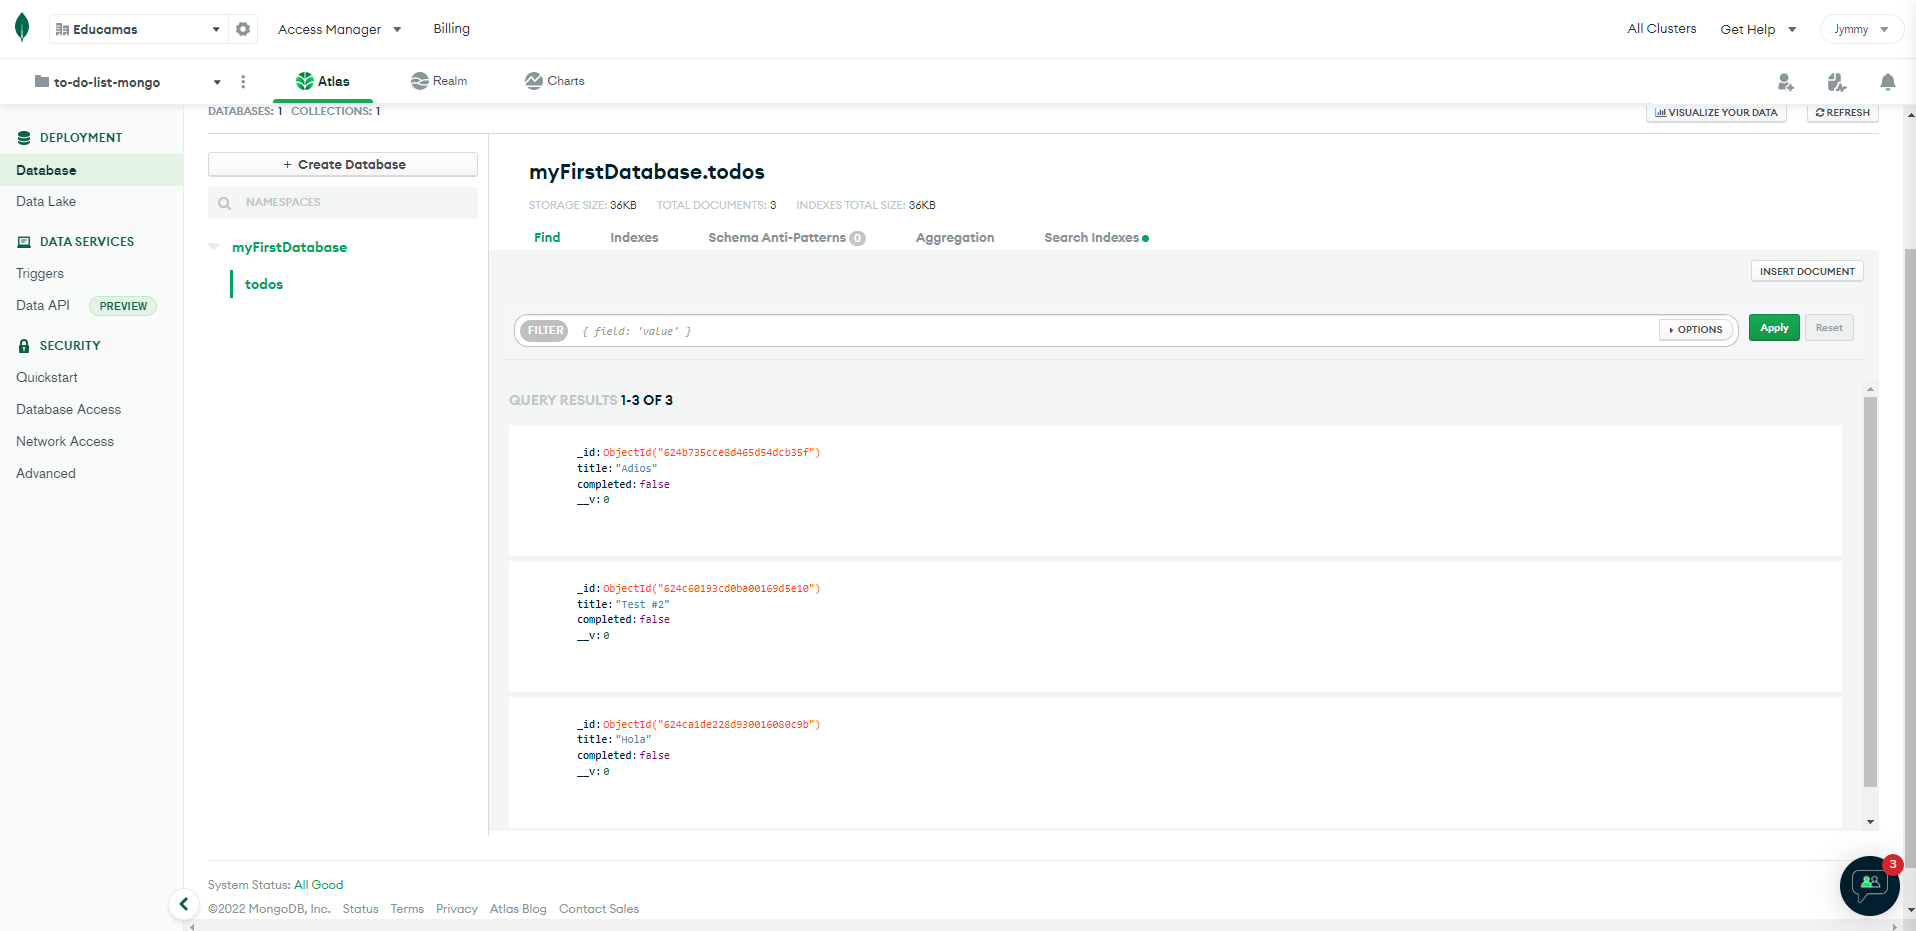 Educamas
Access Manager
Billing
All Clusters
Get Help
Jymmy
to-do-list-mongo
Atlas
Realm
Charts
DATABASES: 1 COLLECTIONS: 1
VISUALIZE YOUR DATA
REFRESH
DEPLOYMENT
Database
Data Lake
DATA SERVICES
Triggers
Data API PREVIEW
SECURITY
Quickstart
Database Access
Network Access
Advanced
+ Create Database
NAMESPACES
myFirstDatabase
todos
myFirstDatabase.todos
STORAGE SIZE: 36KB TOTAL DOCUMENTS: 3 INDEXES TOTAL SIZE: 36KB
Find Indexes Schema Anti-Patterns 0 Aggregation Search Indexes
INSERT DOCUMENT
FILTER { field: 'value' } OPTIONS Apply Reset
QUERY RESULTS 1-3 OF 3
_id: ObjectId("624b735cce8d465d54dcb35f")
title: "Adios"
completed: false
__v: 0
_id: ObjectId("624c60193cd0ba00169d5e10")
title: "Test #2"
completed: false
__v: 0
_id: ObjectId("624ca1de228d930016080c9b")
title: "Hola"
completed: false
__v: 0
System Status: All Good
©2022 MongoDB, Inc. Status Terms Privacy Atlas Blog Contact Sales
3